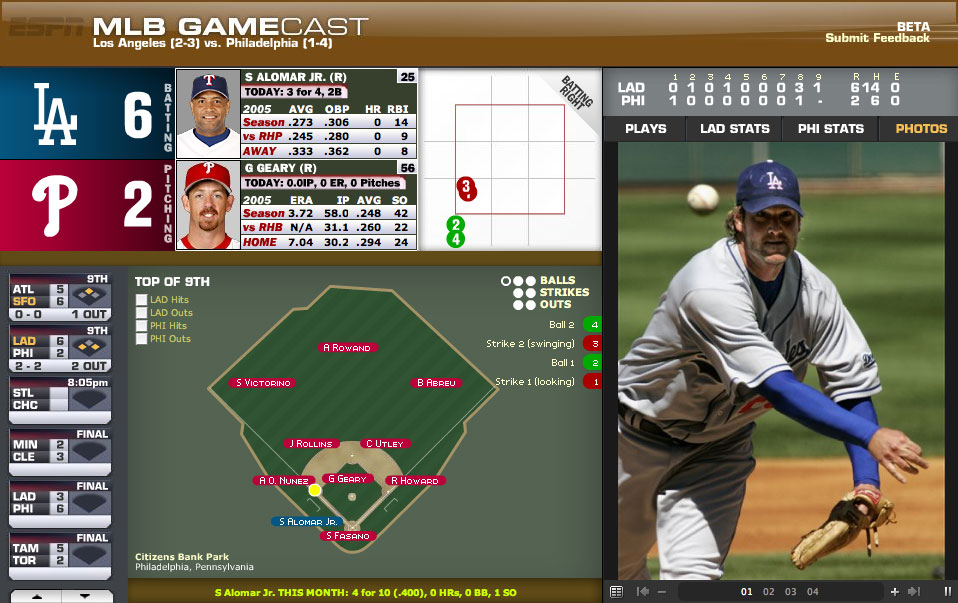 ESPN MLB GAMECAST
Los Angeles (2-3) vs. Philadelphia (1-4)
BETA
Submit Feedback
LA 6 BATTING
S ALOMAR JR. (R) 25
TODAY: 3 for 4, 2B
2005 AVG OBP HR RBI
Season .273 .306 0 14
vs RHP .245 .280 0 9
AWAY .333 .362 0 8
P 2 PITCHING
G GEARY (R) 56
TODAY: 0.0IP, 0 ER, 0 Pitches
2005 ERA IP AVG SO
Season 3.72 58.0 .248 42
vs RHB N/A 31.1 .260 22
HOME 7.04 30.2 .294 24
BATTING RIGHT
3
2
4
1 2 3 4 5 6 7 8 9 R H E
LAD 0 1 0 1 0 0 0 3 1 6 14 0
PHI 1 0 0 0 0 0 0 1 - 2 6 0
PLAYS LAD STATS PHI STATS PHOTOS
9TH
ATL 5
SFO 6
0 - 0 1 OUT
9TH
LAD 6
PHI 2
2 - 2 2 OUT
8:05pm
STL
CHC
FINAL
MIN 2
CLE 3
FINAL
LAD 3
PHI 6
FINAL
TAM 5
TOR 2
TOP OF 9TH
LAD Hits
LAD Outs
PHI Hits
PHI Outs
BALLS
STRIKES
OUTS
Ball 2 4
Strike 2 (swinging) 3
Ball 1 2
Strike 1 (looking) 1
A ROWAND
S VICTORINO
B ABREU
J ROLLINS
C UTLEY
A O. NUNEZ
G GEARY
R HOWARD
S ALOMAR JR.
S FASANO
Citizens Bank Park
Philadelphia, Pennsylvania
S Alomar Jr. THIS MONTH: 4 for 10 (.400), 0 HRs, 0 BB, 1 SO
LA
01 02 03 04